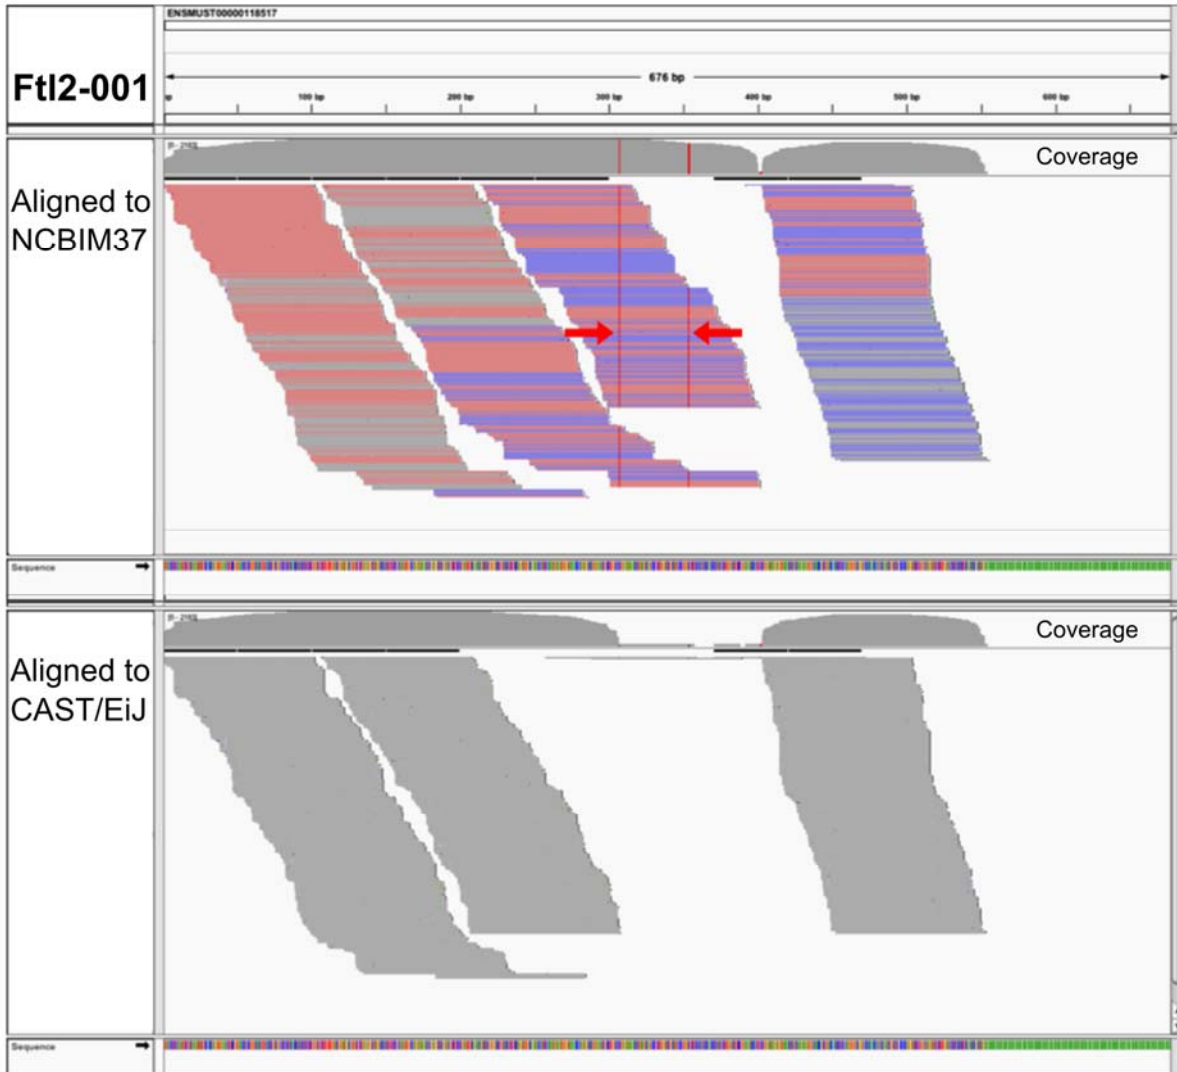 ENSMUST00000118517
Ftl2-001
676 bp
100 bp
200 bp
300 bp
400 bp
500 bp
600 bp
Coverage
Aligned to
NCBIM37
Sequence
Coverage
Aligned to
CAST/EiJ
Sequence